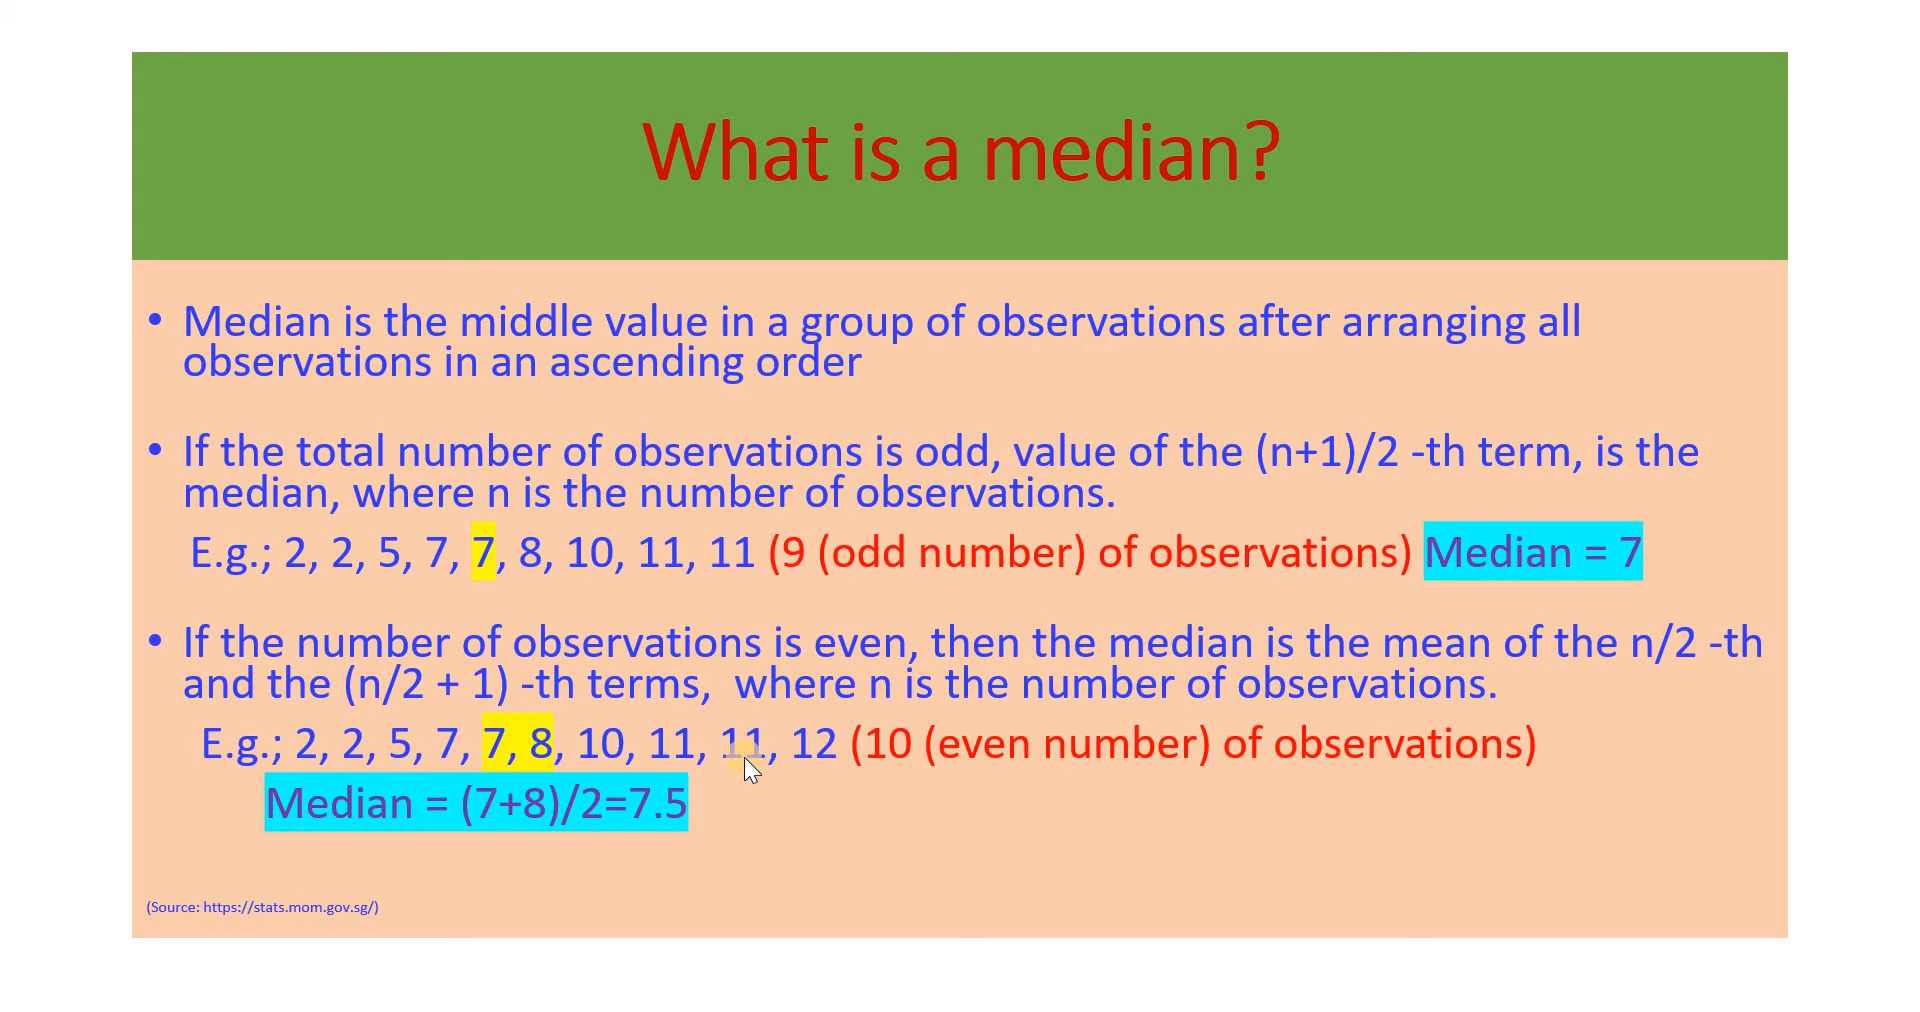 What is a median?
• Median is the middle value in a group of observations after arranging all
observations in an ascending order
• If the total number of observations is odd, value of the (n+1)/2 -th term, is the
median, where n is the number of observations.
E.g.; 2, 2, 5, 7, 7, 8, 10, 11, 11 (9 (odd number) of observations) Median = 7
• If the number of observations is even, then the median is the mean of the n/2 -th
and the (n/2 + 1) -th terms,  where n is the number of observations.
E.g.; 2, 2, 5, 7, 7, 8, 10, 11, 11, 12 (10 (even number) of observations)
Median = (7+8)/2=7.5
(Source: https://stats.mom.gov.sg/)